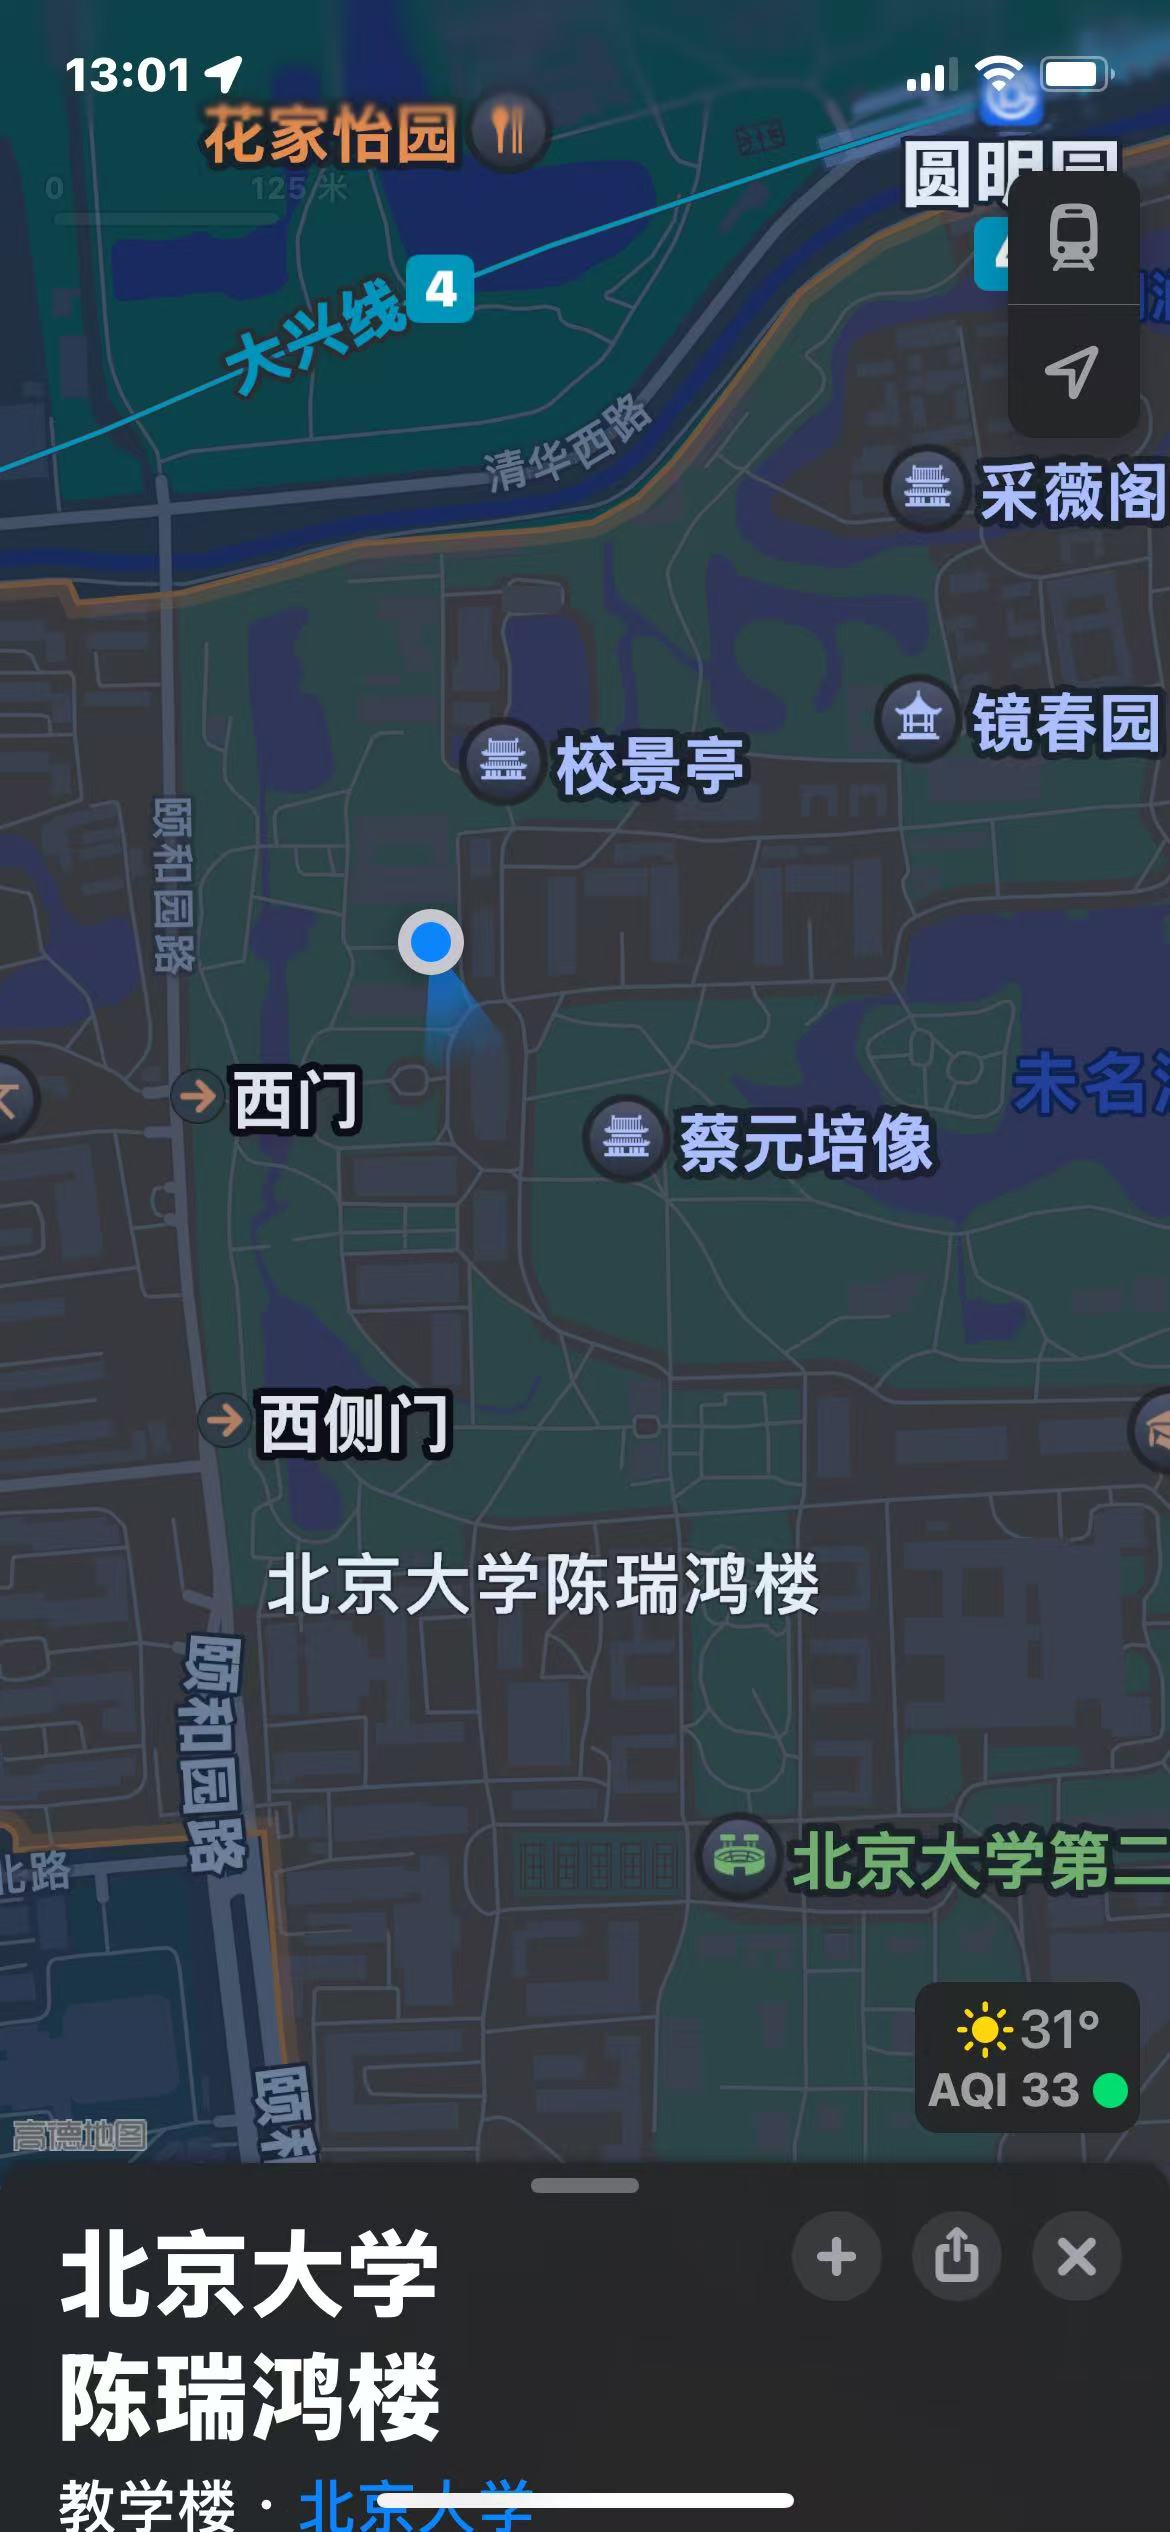 13:01
花家怡园
0 125 米
圆明园
4
大兴线
4
清华西路
采薇阁
镜春园
校景亭
颐和园路
西门
未名
蔡元培像
西侧门
北京大学陈瑞鸿楼
颐和园路
北京大学第二
北路
31°
AQI 33
颐和
高德地图
北京大学
陈瑞鸿楼
教学楼 · 北京大学